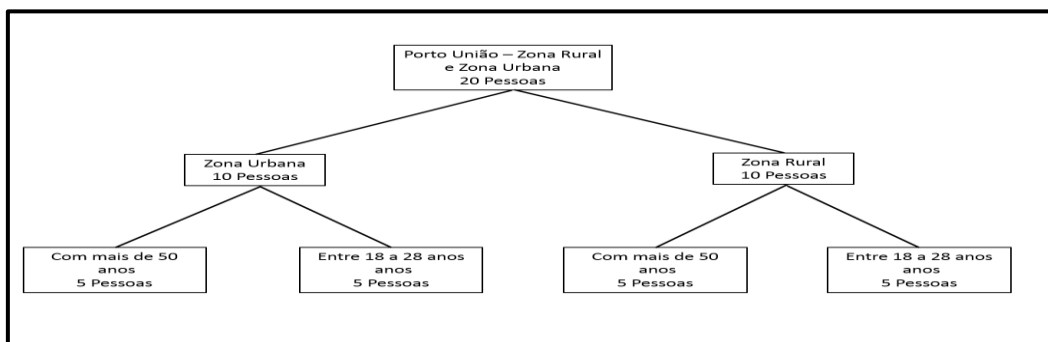 Porto União – Zona Rural
e Zona Urbana
20 Pessoas
Zona Urbana
10 Pessoas
Zona Rural
10 Pessoas
Com mais de 50
anos
5 Pessoas
Entre 18 a 28 anos
anos
5 Pessoas
Com mais de 50
anos
5 Pessoas
Entre 18 a 28 anos
anos
5 Pessoas